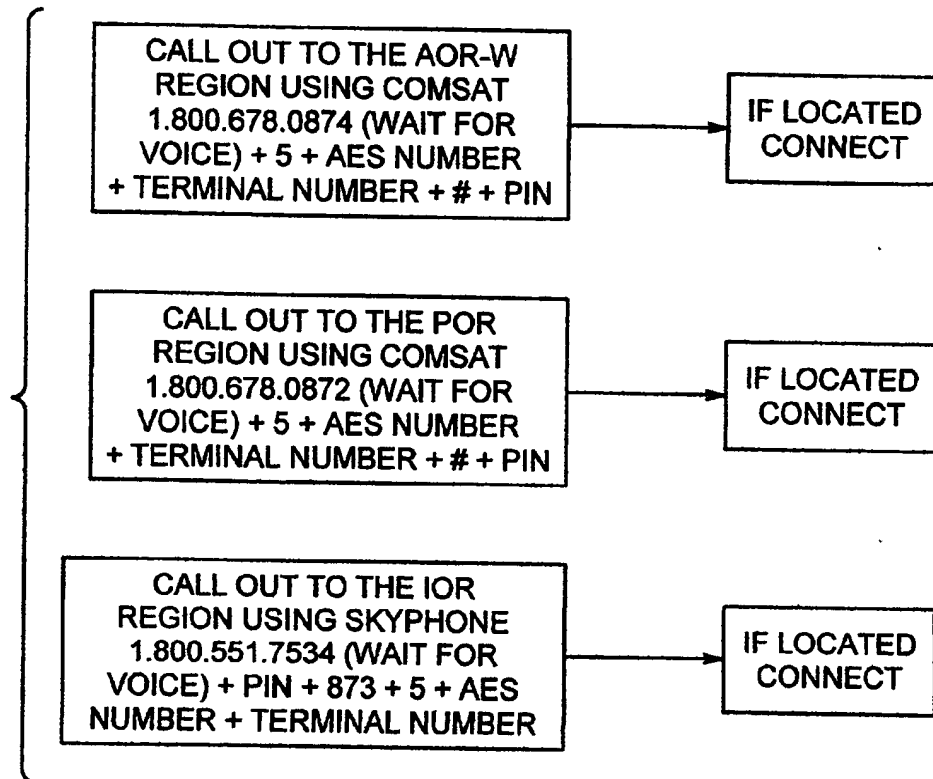 CALL OUT TO THE AOR-W
REGION USING COMSAT
1.800.678.0874 (WAIT FOR
VOICE) + 5 + AES NUMBER
+ TERMINAL NUMBER + # + PIN
IF LOCATED
CONNECT
CALL OUT TO THE POR
REGION USING COMSAT
1.800.678.0872 (WAIT FOR
VOICE) + 5 + AES NUMBER
+ TERMINAL NUMBER + # + PIN
IF LOCATED
CONNECT
CALL OUT TO THE IOR
REGION USING SKYPHONE
1.800.551.7534 (WAIT FOR
VOICE) + PIN + 873 + 5 + AES
NUMBER + TERMINAL NUMBER
IF LOCATED
CONNECT